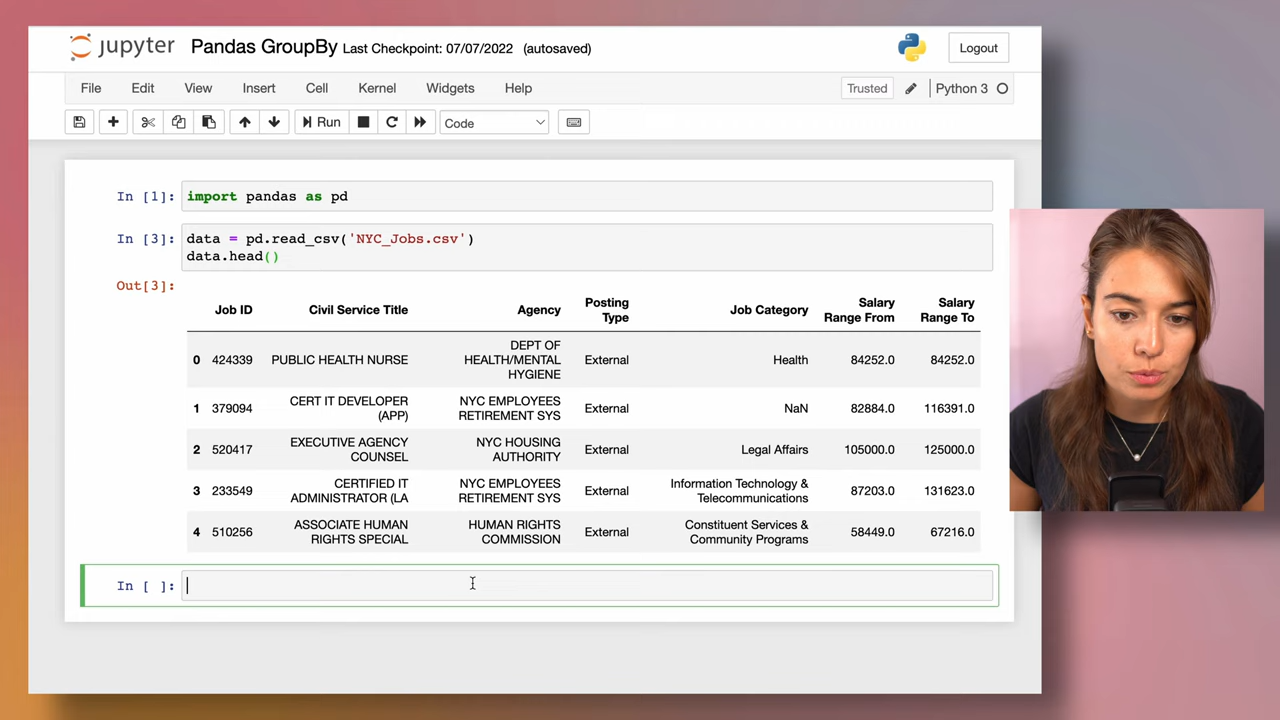 jupyter Pandas GroupBy Last Checkpoint: 07/07/2022 (autosaved) Logout
File Edit View Insert Cell Kernel Widgets Help Trusted Python 3
Run Code
In [1]: import pandas as pd
In [3]: data = pd.read_csv('NYC_Jobs.csv')
data.head()
Out[3]:
Job ID Civil Service Title Agency Posting Type Job Category Salary Range From Salary Range To
0 424339 PUBLIC HEALTH NURSE DEPT OF HEALTH/MENTAL HYGIENE External Health 84252.0 84252.0
1 379094 CERT IT DEVELOPER (APP) NYC EMPLOYEES RETIREMENT SYS External NaN 82884.0 116391.0
2 520417 EXECUTIVE AGENCY COUNSEL NYC HOUSING AUTHORITY External Legal Affairs 105000.0 125000.0
3 233549 CERTIFIED IT ADMINISTRATOR (LA NYC EMPLOYEES RETIREMENT SYS External Information Technology & Telecommunications 87203.0 131623.0
4 510256 ASSOCIATE HUMAN RIGHTS SPECIAL HUMAN RIGHTS COMMISSION External Constituent Services & Community Programs 58449.0 67216.0
In [ ]: